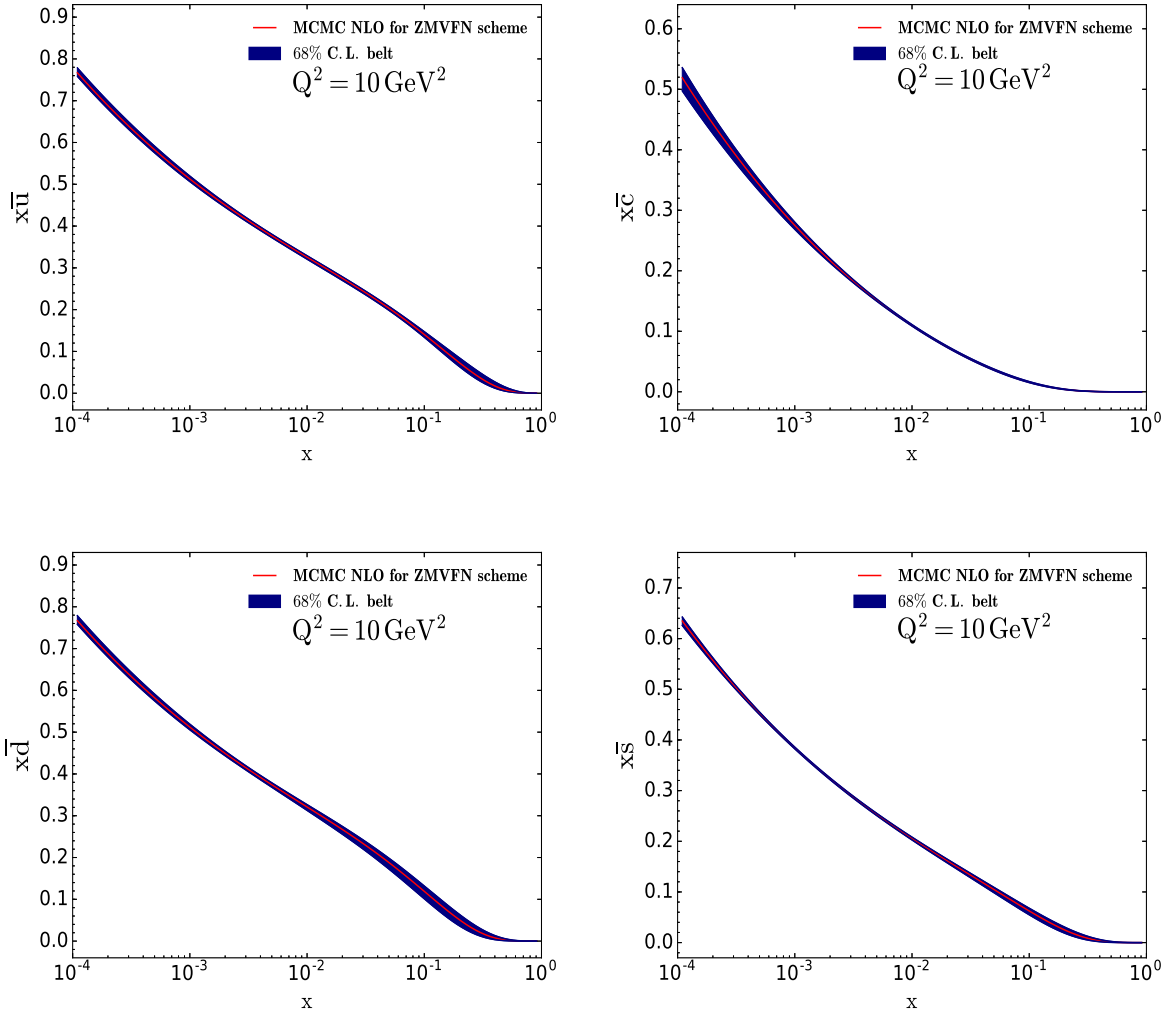 MCMC NLO for ZMVFN scheme
68% C.L. belt
Q² = 10 GeV²
xu̅
0.9
0.8
0.7
0.6
0.5
0.4
0.3
0.2
0.1
0.0
10⁻⁴ 10⁻³ 10⁻² 10⁻¹ 10⁰
x
MCMC NLO for ZMVFN scheme
68% C.L. belt
Q² = 10 GeV²
xc̅
0.6
0.5
0.4
0.3
0.2
0.1
0.0
10⁻⁴ 10⁻³ 10⁻² 10⁻¹ 10⁰
x
MCMC NLO for ZMVFN scheme
68% C.L. belt
Q² = 10 GeV²
xd̅
0.9
0.8
0.7
0.6
0.5
0.4
0.3
0.2
0.1
0.0
10⁻⁴ 10⁻³ 10⁻² 10⁻¹ 10⁰
x
MCMC NLO for ZMVFN scheme
68% C.L. belt
Q² = 10 GeV²
xs̅
0.7
0.6
0.5
0.4
0.3
0.2
0.1
0.0
10⁻⁴ 10⁻³ 10⁻² 10⁻¹ 10⁰
x